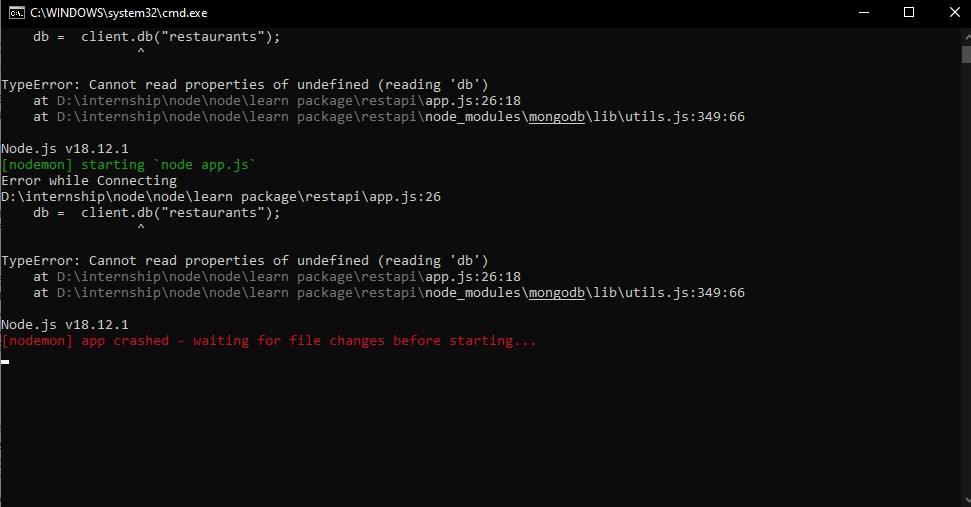 C:\WINDOWS\system32\cmd.exe
db =  client.db("restaurants");
^
TypeError: Cannot read properties of undefined (reading 'db')
at D:\internship\node\node\learn package\restapi\app.js:26:18
at D:\internship\node\node\learn package\restapi\node_modules\mongodb\lib\utils.js:349:66
Node.js v18.12.1
[nodemon] starting `node app.js`
Error while Connecting
D:\internship\node\node\learn package\restapi\app.js:26
db =  client.db("restaurants");
^
TypeError: Cannot read properties of undefined (reading 'db')
at D:\internship\node\node\learn package\restapi\app.js:26:18
at D:\internship\node\node\learn package\restapi\node_modules\mongodb\lib\utils.js:349:66
Node.js v18.12.1
[nodemon] app crashed - waiting for file changes before starting...